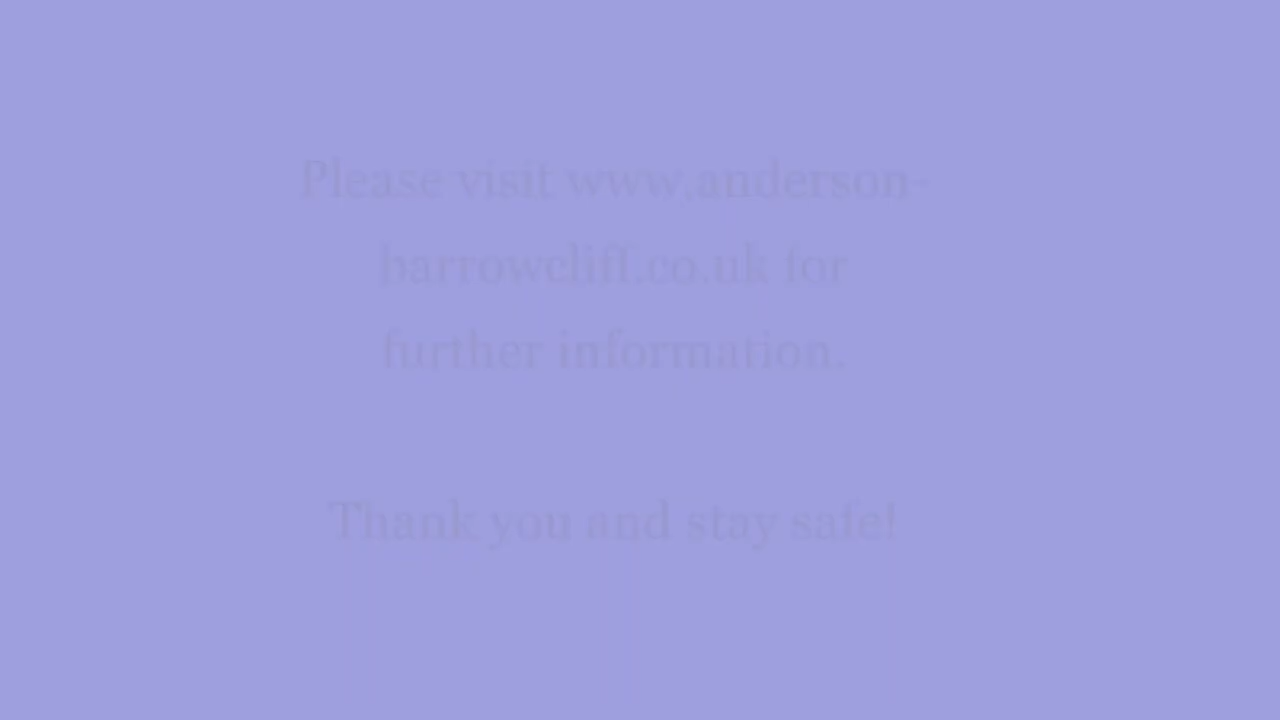 Please visit www.anderson-
barrowcliff.co.uk for
further information.
Thank you and stay safe!